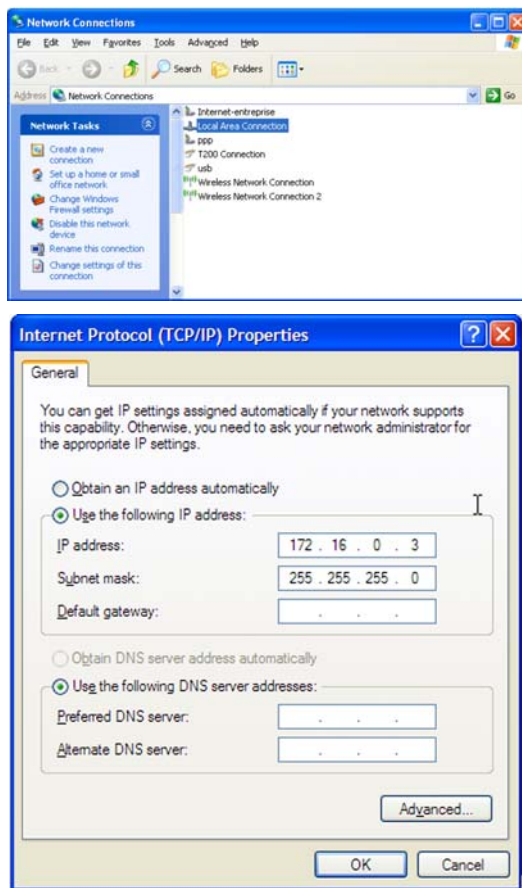 Network Connections
File Edit View Favorites Tools Advanced Help
Back Search Folders
Address Network Connections Go
Network Tasks
Create a new
connection
Set up a home or small
office network
Change Windows
Firewall settings
Disable this network
device
Rename this connection
Change settings of this
connection
Internet-entreprise
Local Area Connection
ppp
T200 Connection
usb
Wireless Network Connection
Wireless Network Connection 2
Internet Protocol (TCP/IP) Properties
General
You can get IP settings assigned automatically if your network supports
this capability. Otherwise, you need to ask your network administrator for
the appropriate IP settings.
Obtain an IP address automatically
Use the following IP address:
IP address: 172 . 16 . 0 . 3
Subnet mask: 255 . 255 . 255 . 0
Default gateway: . . .
Obtain DNS server address automatically
Use the following DNS server addresses:
Preferred DNS server: . . .
Alternate DNS server: . . .
Advanced...
OK Cancel